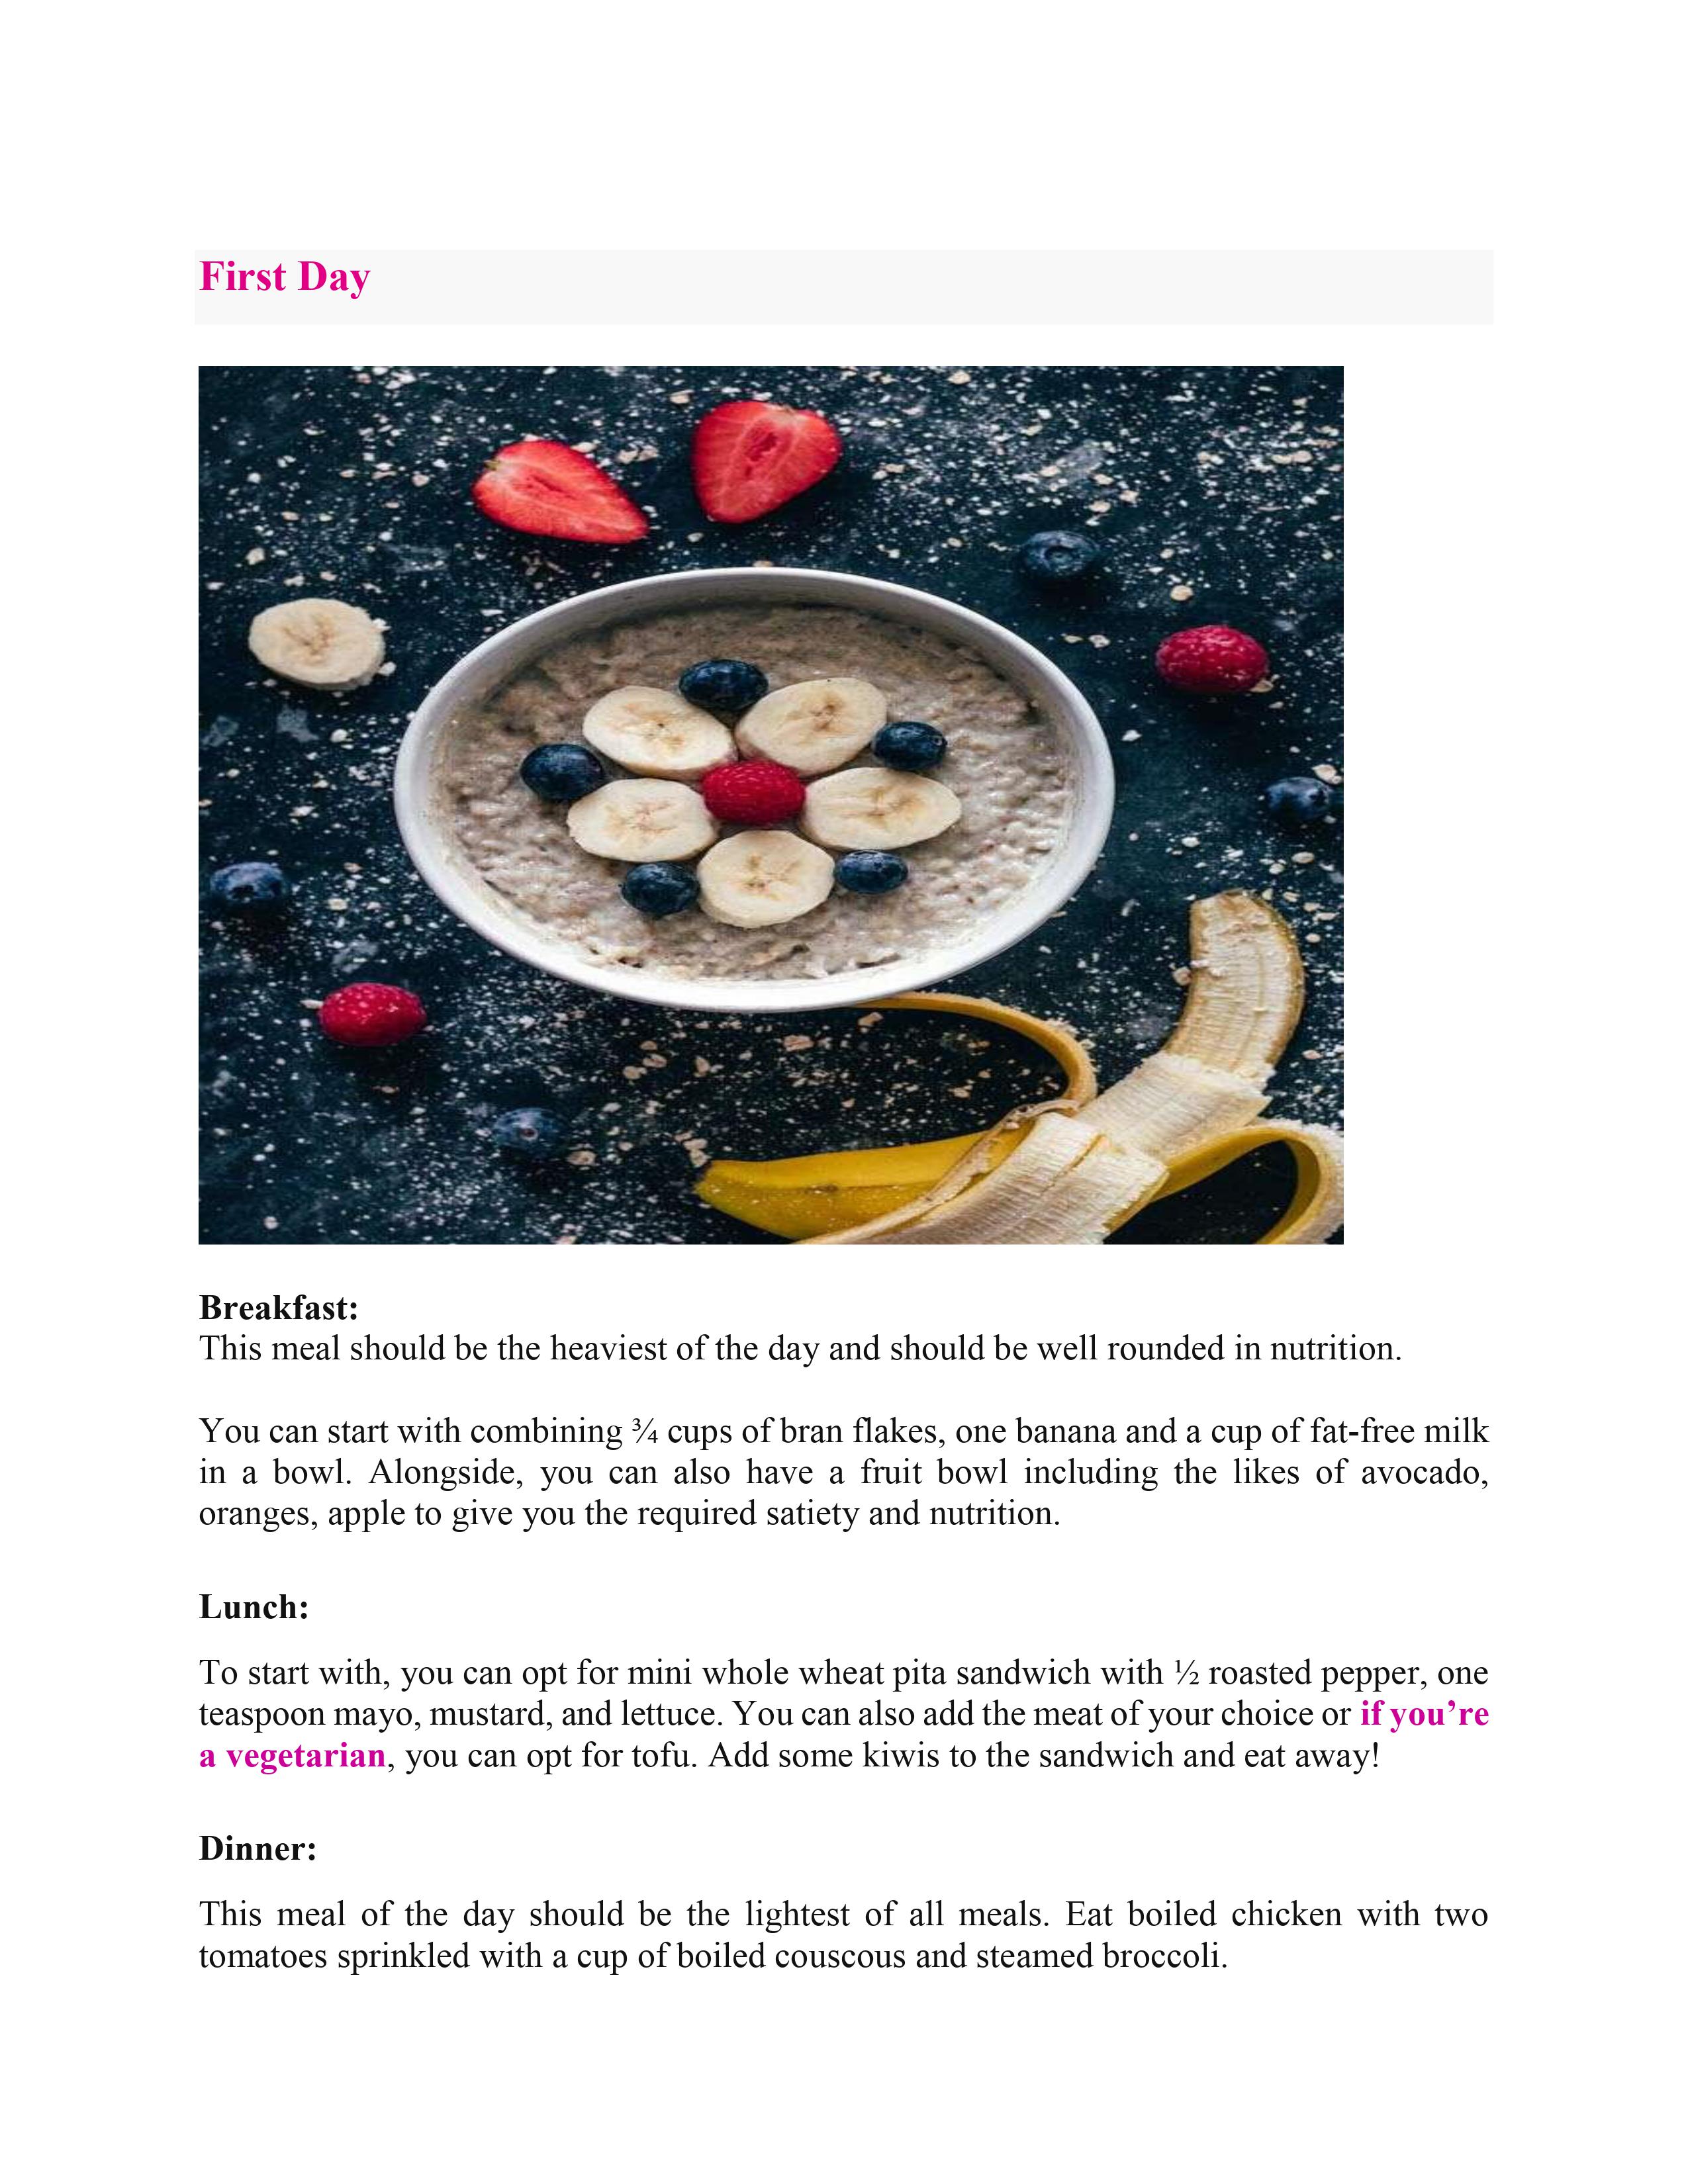 First Day
Breakfast:
This meal should be the heaviest of the day and should be well rounded in nutrition.
You can start with combining ¾ cups of bran flakes, one banana and a cup of fat-free milk
in a bowl. Alongside, you can also have a fruit bowl including the likes of avocado,
oranges, apple to give you the required satiety and nutrition.
Lunch:
To start with, you can opt for mini whole wheat pita sandwich with ½ roasted pepper, one
teaspoon mayo, mustard, and lettuce. You can also add the meat of your choice or if you’re
a vegetarian, you can opt for tofu. Add some kiwis to the sandwich and eat away!
Dinner:
This meal of the day should be the lightest of all meals. Eat boiled chicken with two
tomatoes sprinkled with a cup of boiled couscous and steamed broccoli.